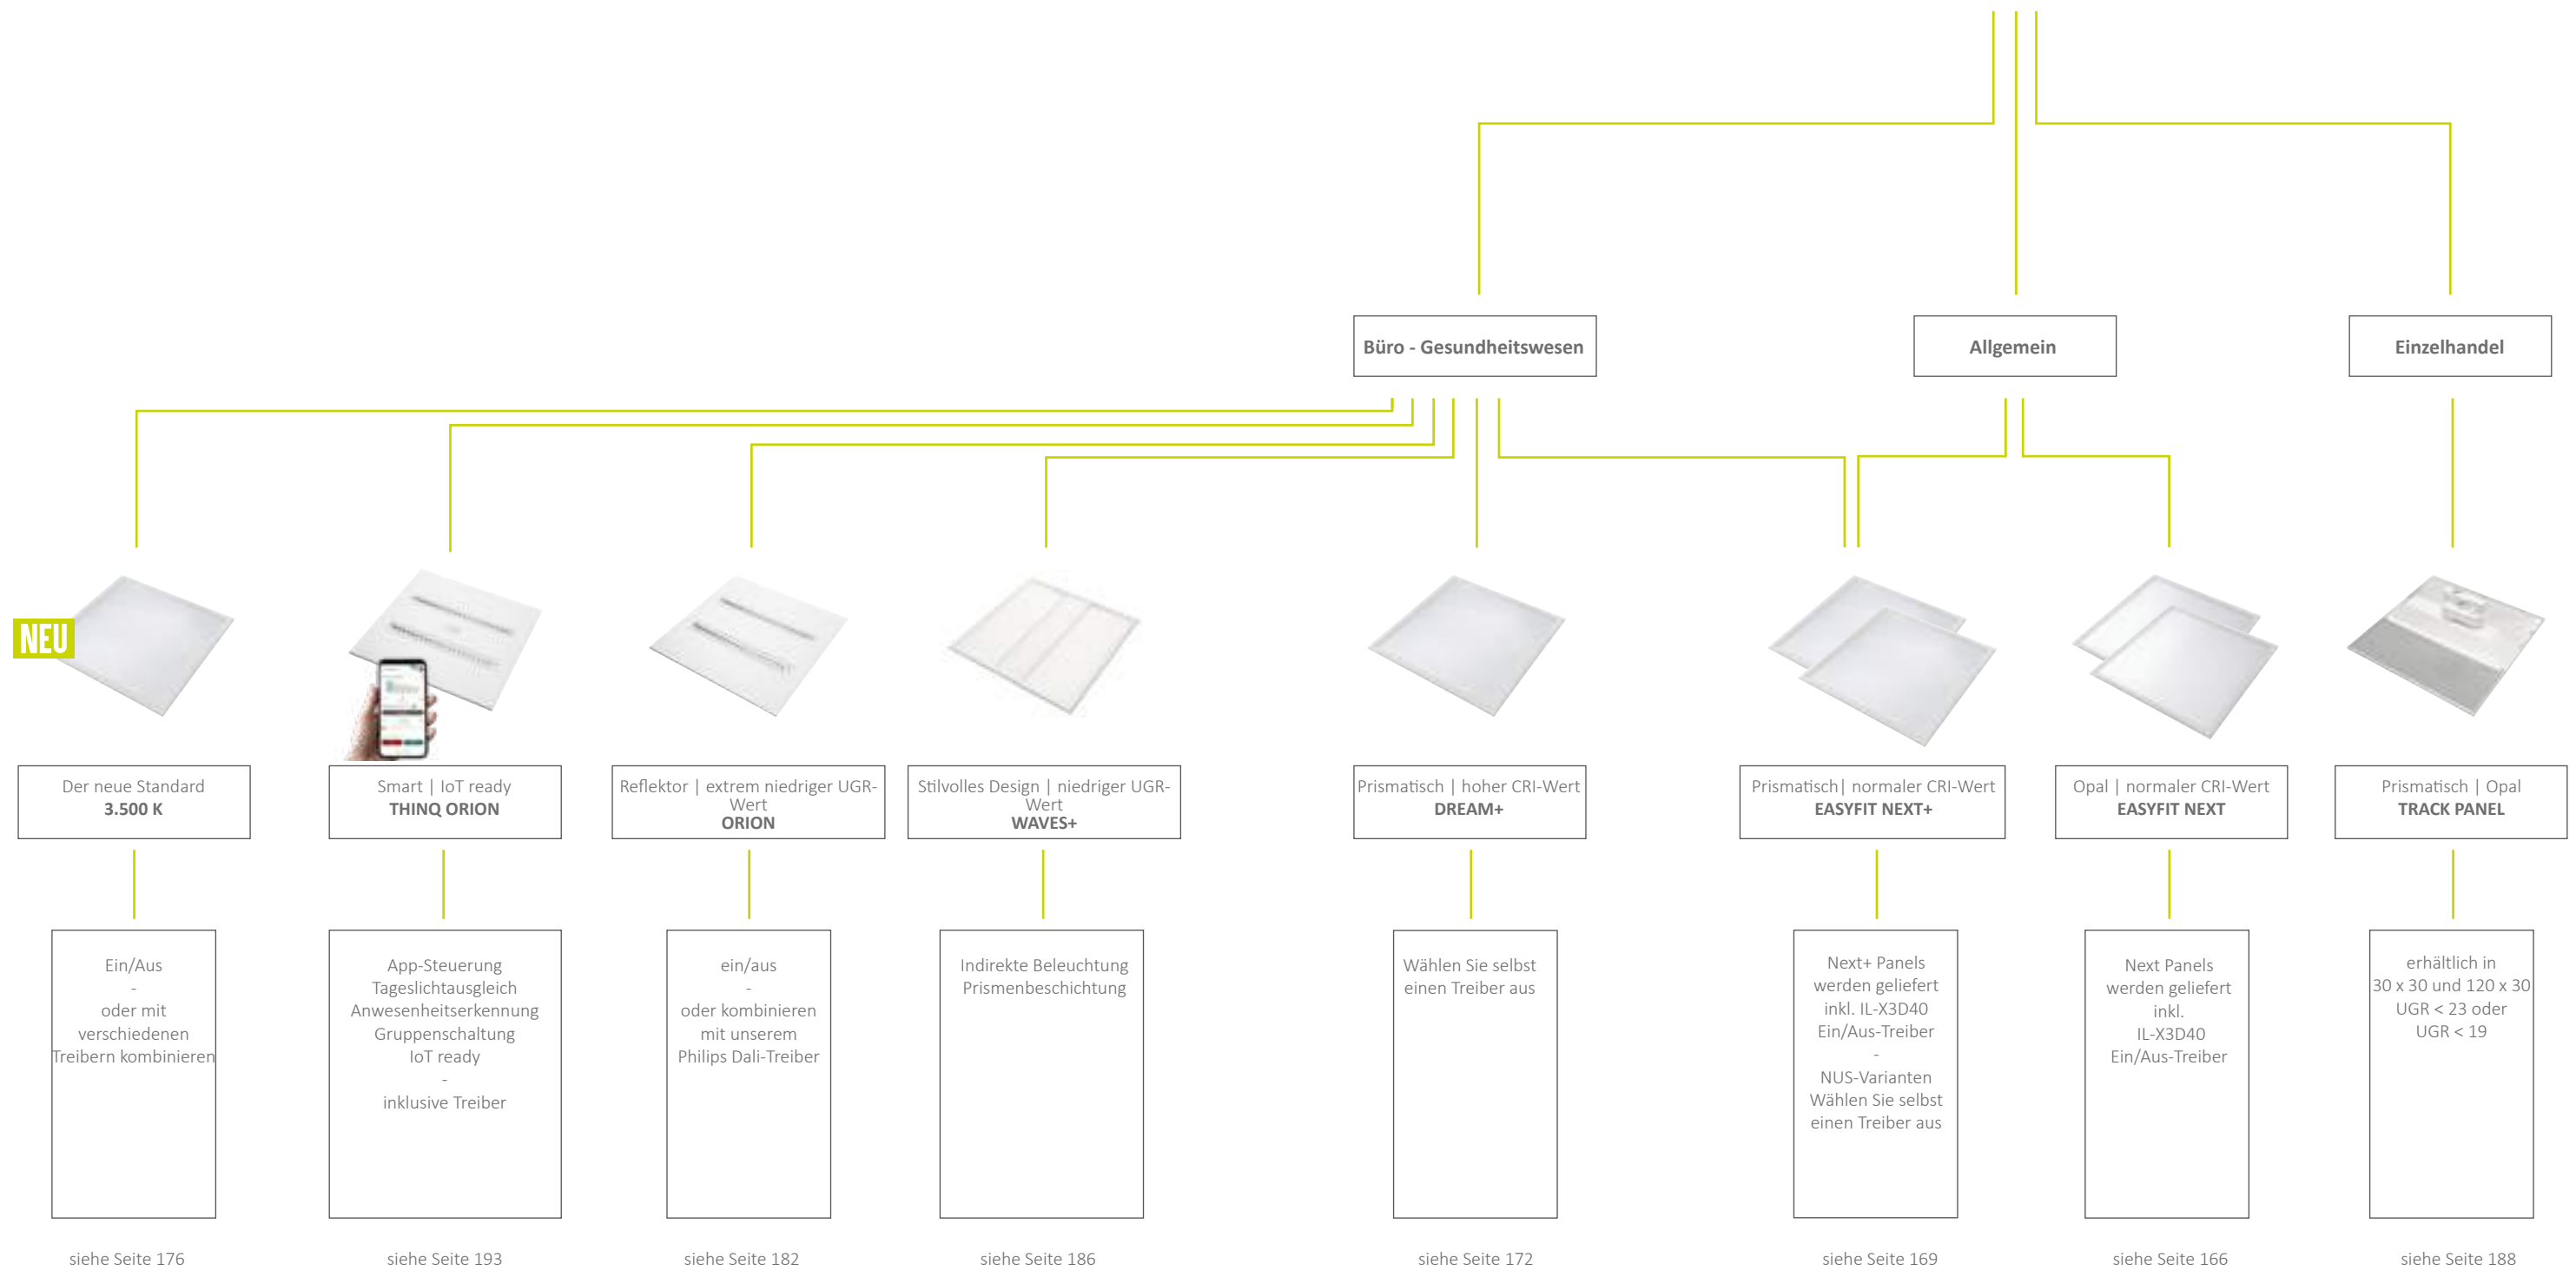 Büro - Gesundheitswesen
Allgemein
Einzelhandel
NEU
Der neue Standard
3.500 K
Smart | IoT ready
THINQ ORION
Reflektor | extrem niedriger UGR-
Wert
ORION
Stilvolles Design | niedriger UGR-
Wert
WAVES+
Prismatisch | hoher CRI-Wert
DREAM+
Prismatisch| normaler CRI-Wert
EASYFIT NEXT+
Opal | normaler CRI-Wert
EASYFIT NEXT
Prismatisch | Opal
TRACK PANEL
Ein/Aus
-
oder mit
verschiedenen
Treibern kombinieren
App-Steuerung
Tageslichtausgleich
Anwesenheitserkennung
Gruppenschaltung
IoT ready
-
inklusive Treiber
ein/aus
-
oder kombinieren
mit unserem
Philips Dali-Treiber
Indirekte Beleuchtung
Prismenbeschichtung
Wählen Sie selbst
einen Treiber aus
Next+ Panels
werden geliefert
inkl. IL-X3D40
Ein/Aus-Treiber
-
NUS-Varianten
Wählen Sie selbst
einen Treiber aus
Next Panels
werden geliefert
inkl.
IL-X3D40
Ein/Aus-Treiber
erhältlich in
30 x 30 und 120 x 30
UGR < 23 oder
UGR < 19
siehe Seite 176
siehe Seite 193
siehe Seite 182
siehe Seite 186
siehe Seite 172
siehe Seite 169
siehe Seite 166
siehe Seite 188